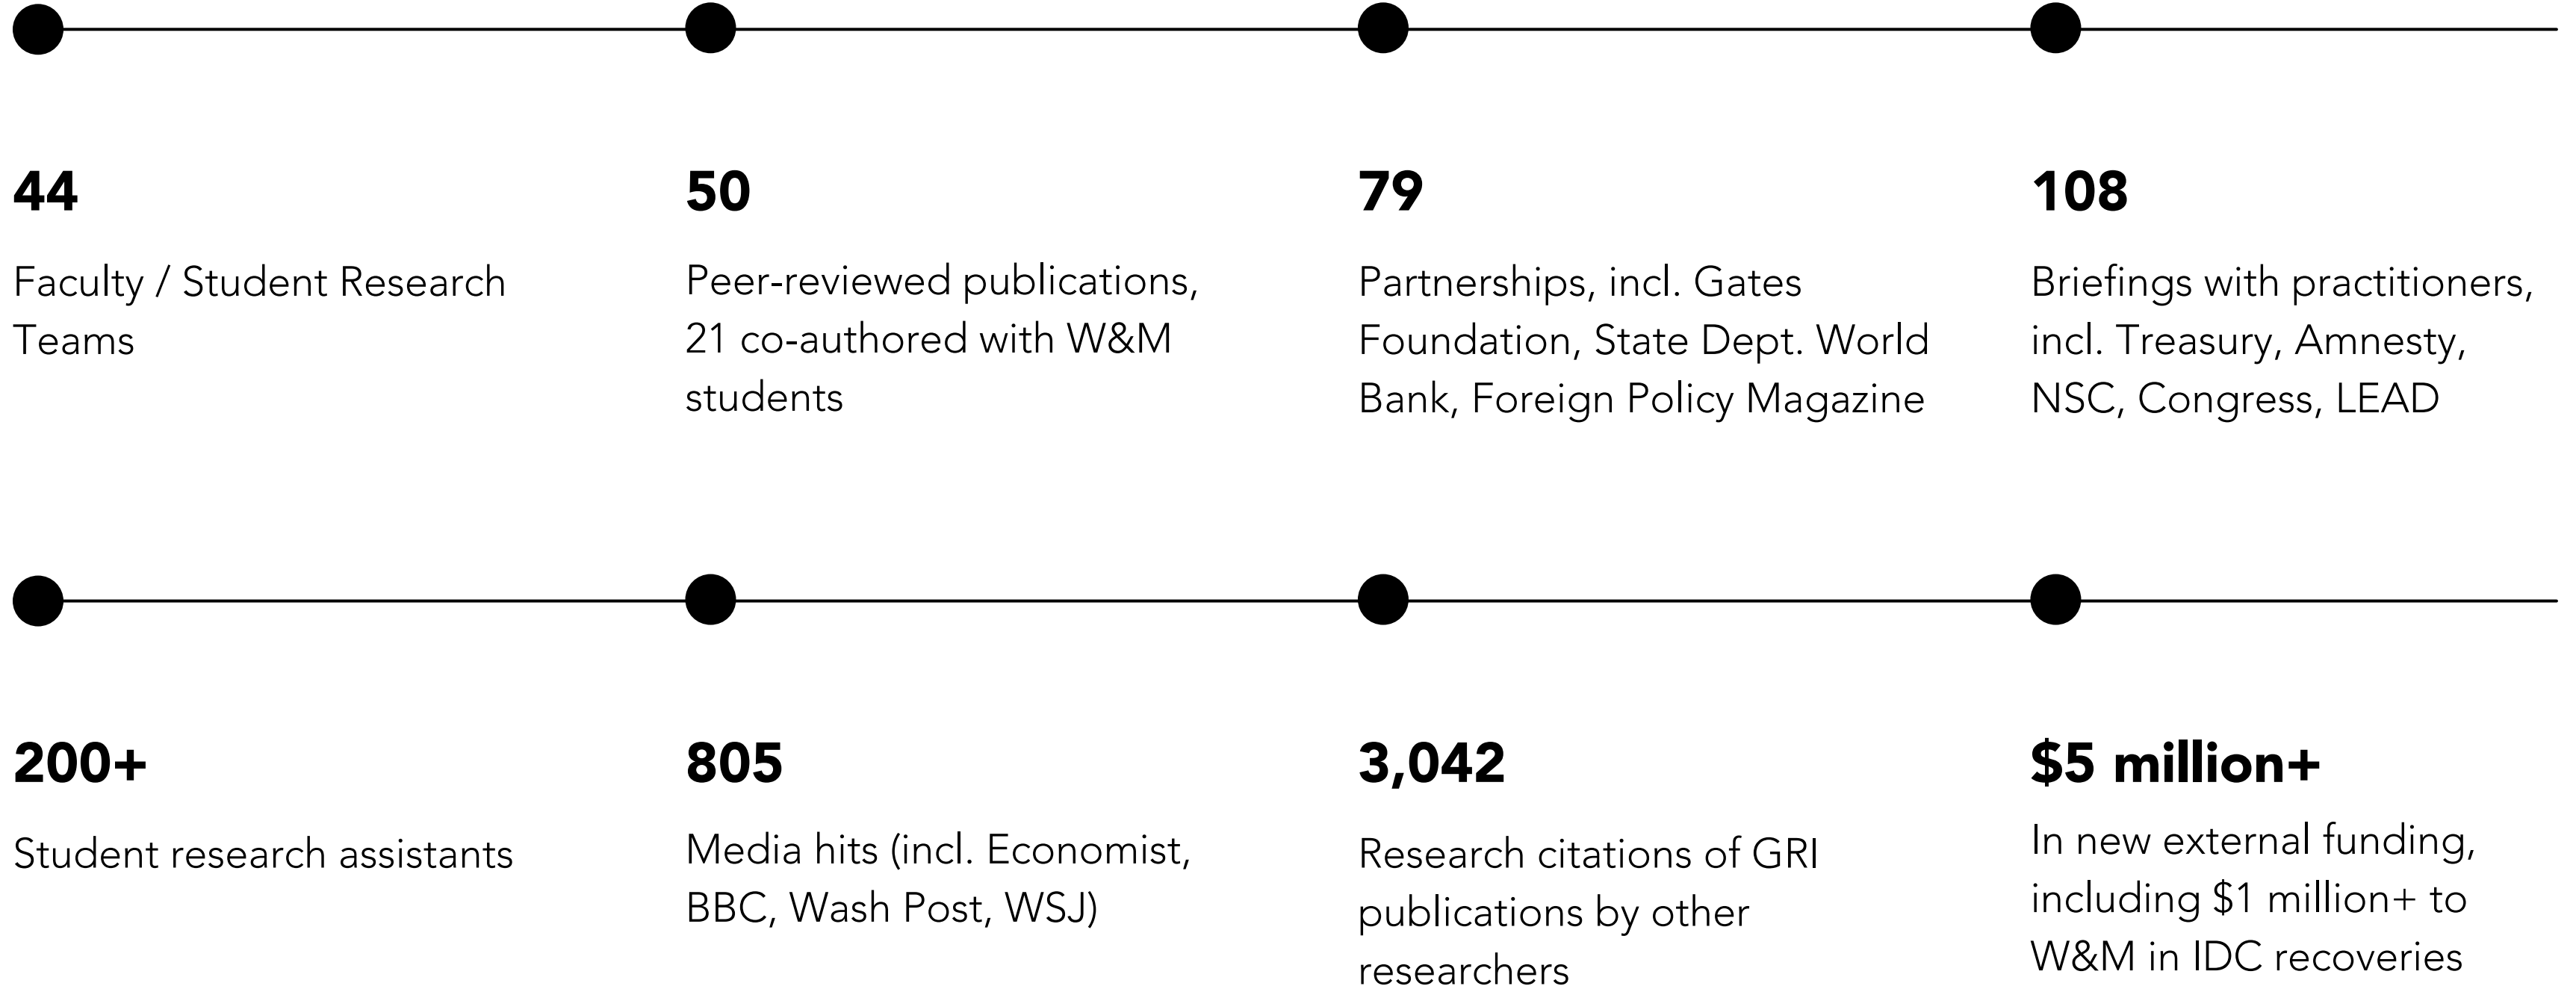 44
Faculty / Student Research
Teams
50
Peer-reviewed publications,
21 co-authored with W&M
students
79
Partnerships, incl. Gates
Foundation, State Dept. World
Bank, Foreign Policy Magazine
108
Briefings with practitioners,
incl. Treasury, Amnesty,
NSC, Congress, LEAD
200+
Student research assistants
805
Media hits (incl. Economist,
BBC, Wash Post, WSJ)
3,042
Research citations of GRI
publications by other
researchers
$5 million+
In new external funding,
including $1 million+ to
W&M in IDC recoveries